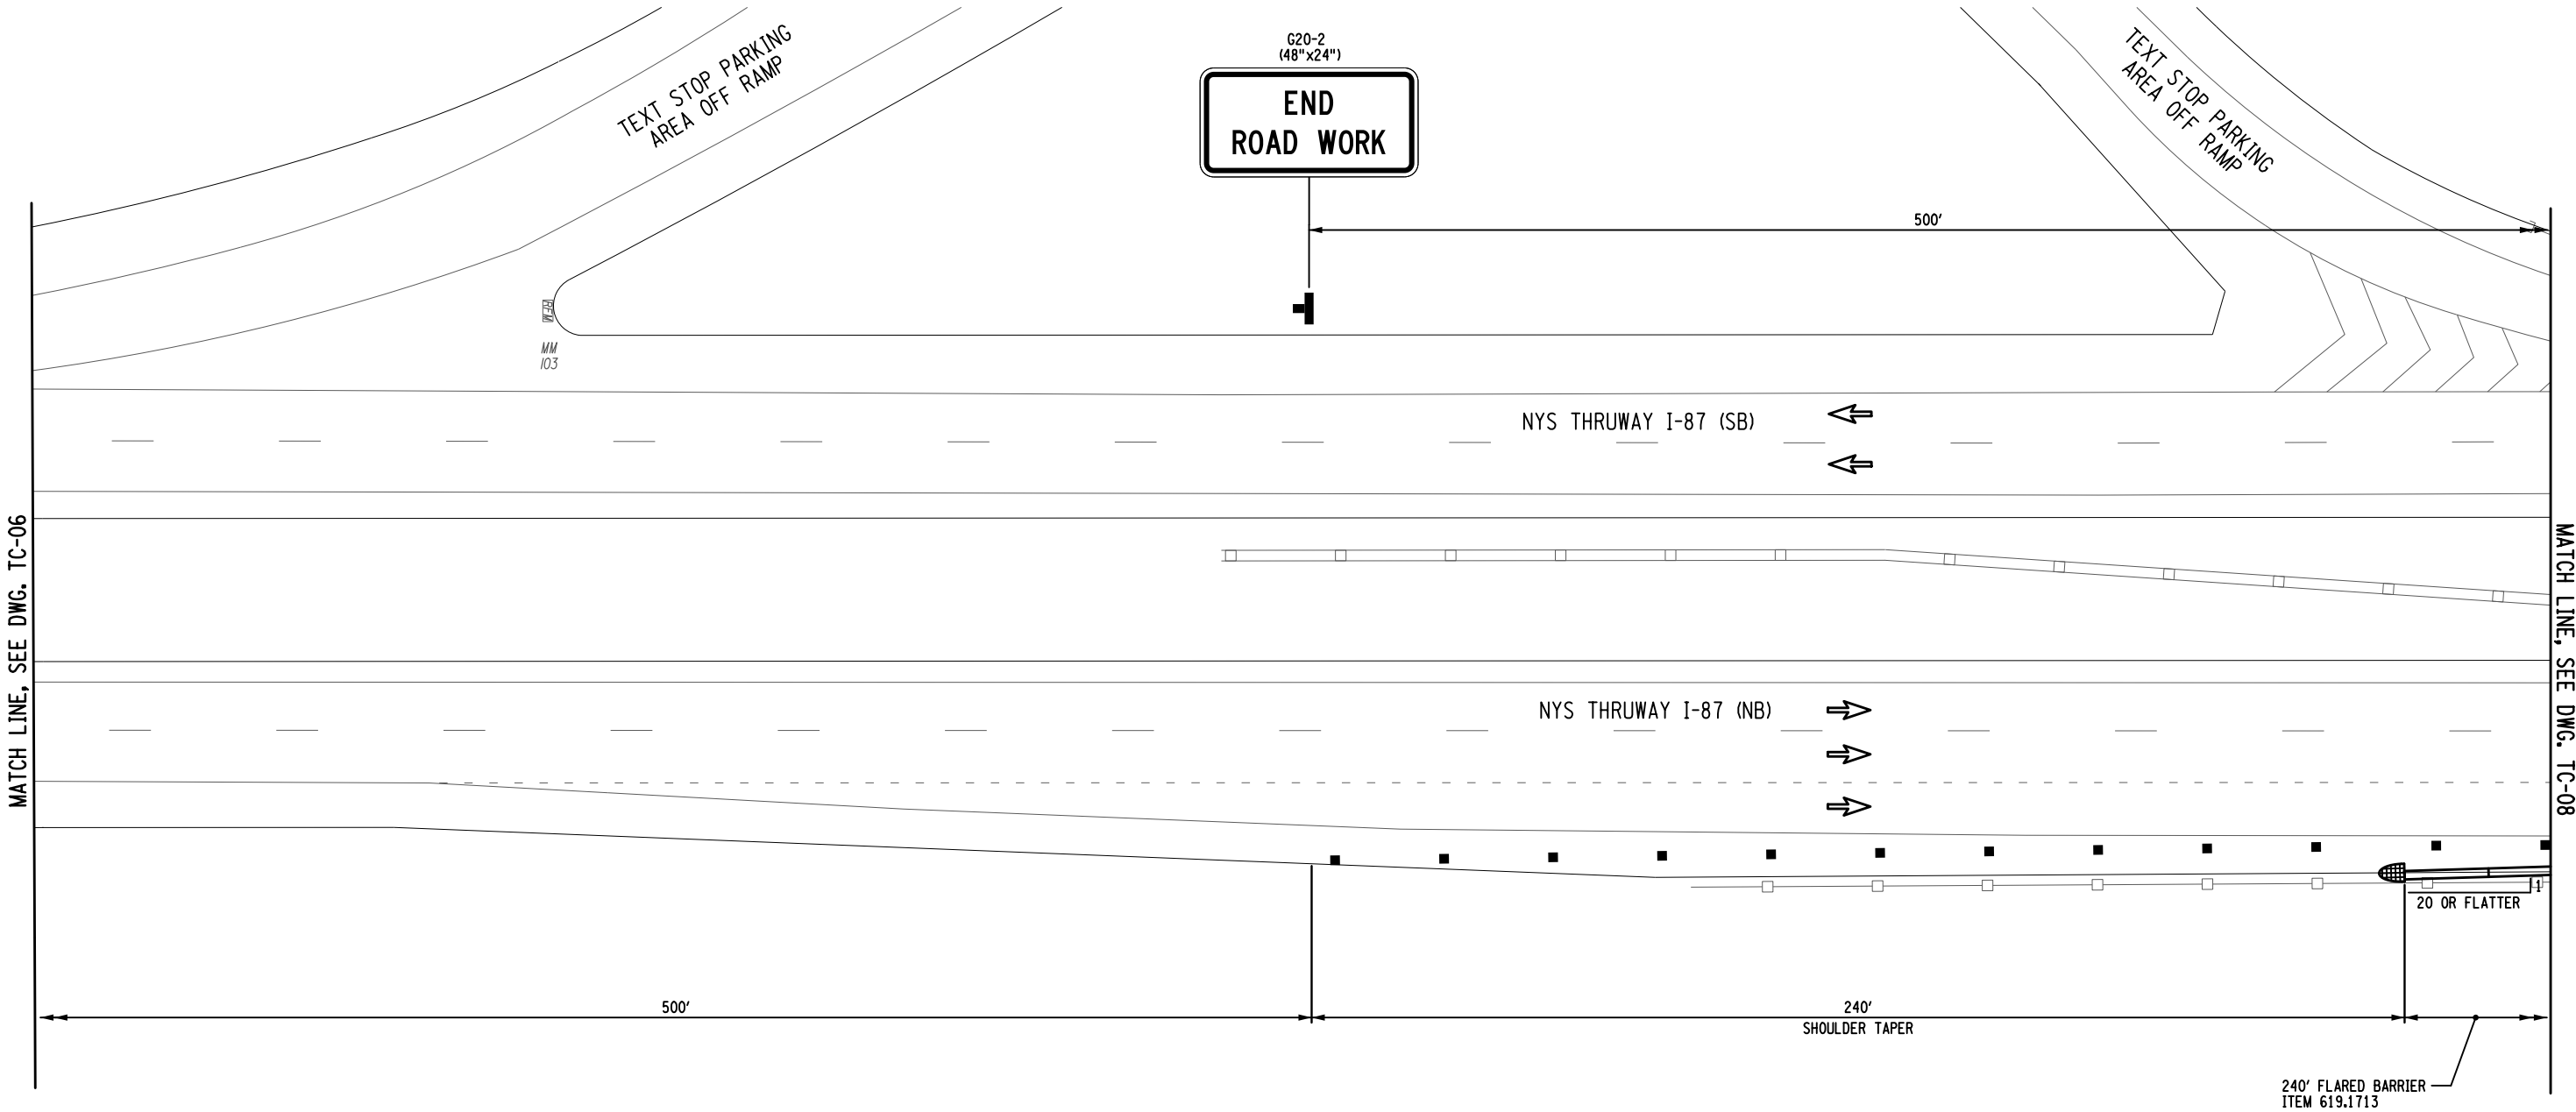 TEXT STOP PARKING
AREA OFF RAMP
G20-2
(48"x24")
END
ROAD WORK
TEXT STOP PARKING
AREA OFF RAMP
500'
RFM
MM
103
NYS THRUWAY I-87 (SB)
MATCH LINE, SEE DWG. TC-06
MATCH LINE, SEE DWG. TC-08
NYS THRUWAY I-87 (NB)
1
20 OR FLATTER
500'
240'
SHOULDER TAPER
240' FLARED BARRIER
ITEM 619.1713